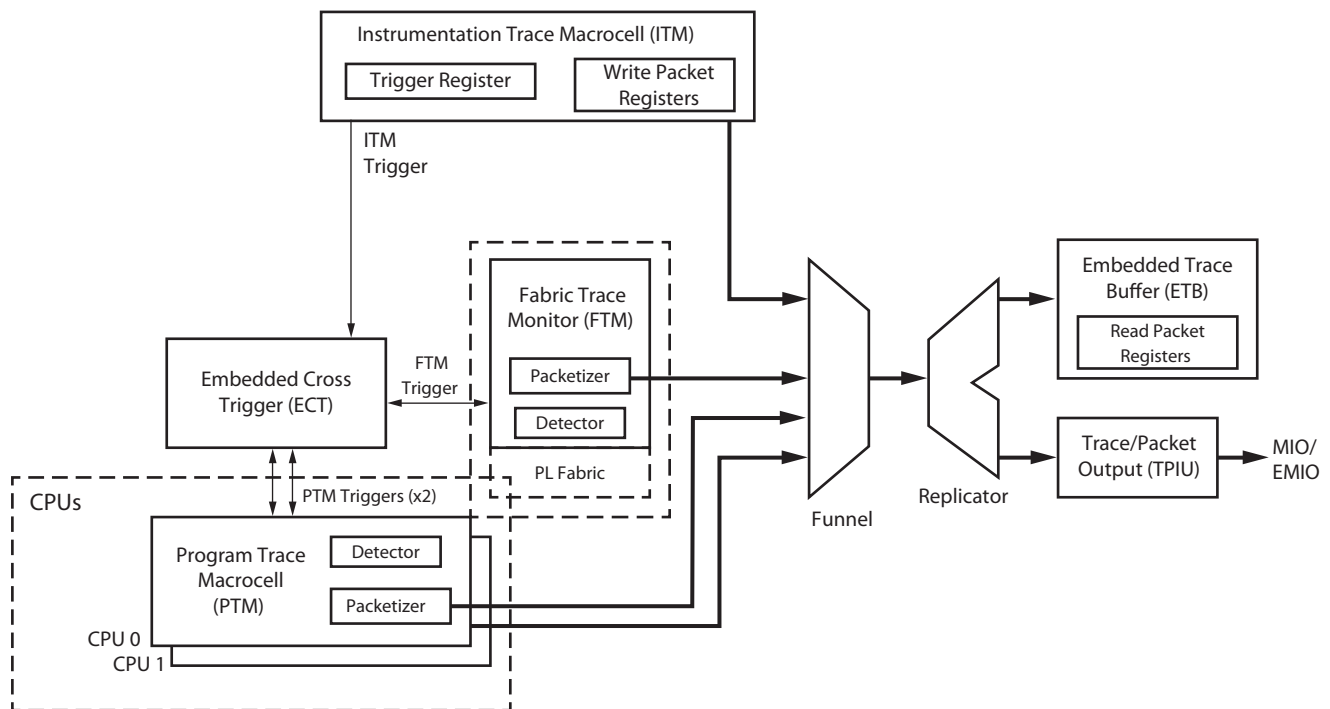 Instrumentation Trace Macrocell (ITM)
Trigger Register
Write Packet
Registers
ITM
Trigger
Fabric Trace
Monitor (FTM)
Packetizer
Detector
PL Fabric
FTM
Trigger
Embedded Cross
Trigger (ECT)
PTM Triggers (x2)
CPUs
Program Trace
Macrocell
(PTM)
Detector
Packetizer
CPU 0
CPU 1
Funnel
Replicator
Embedded Trace
Buffer (ETB)
Read Packet
Registers
Trace/Packet
Output (TPIU)
MIO/
EMIO